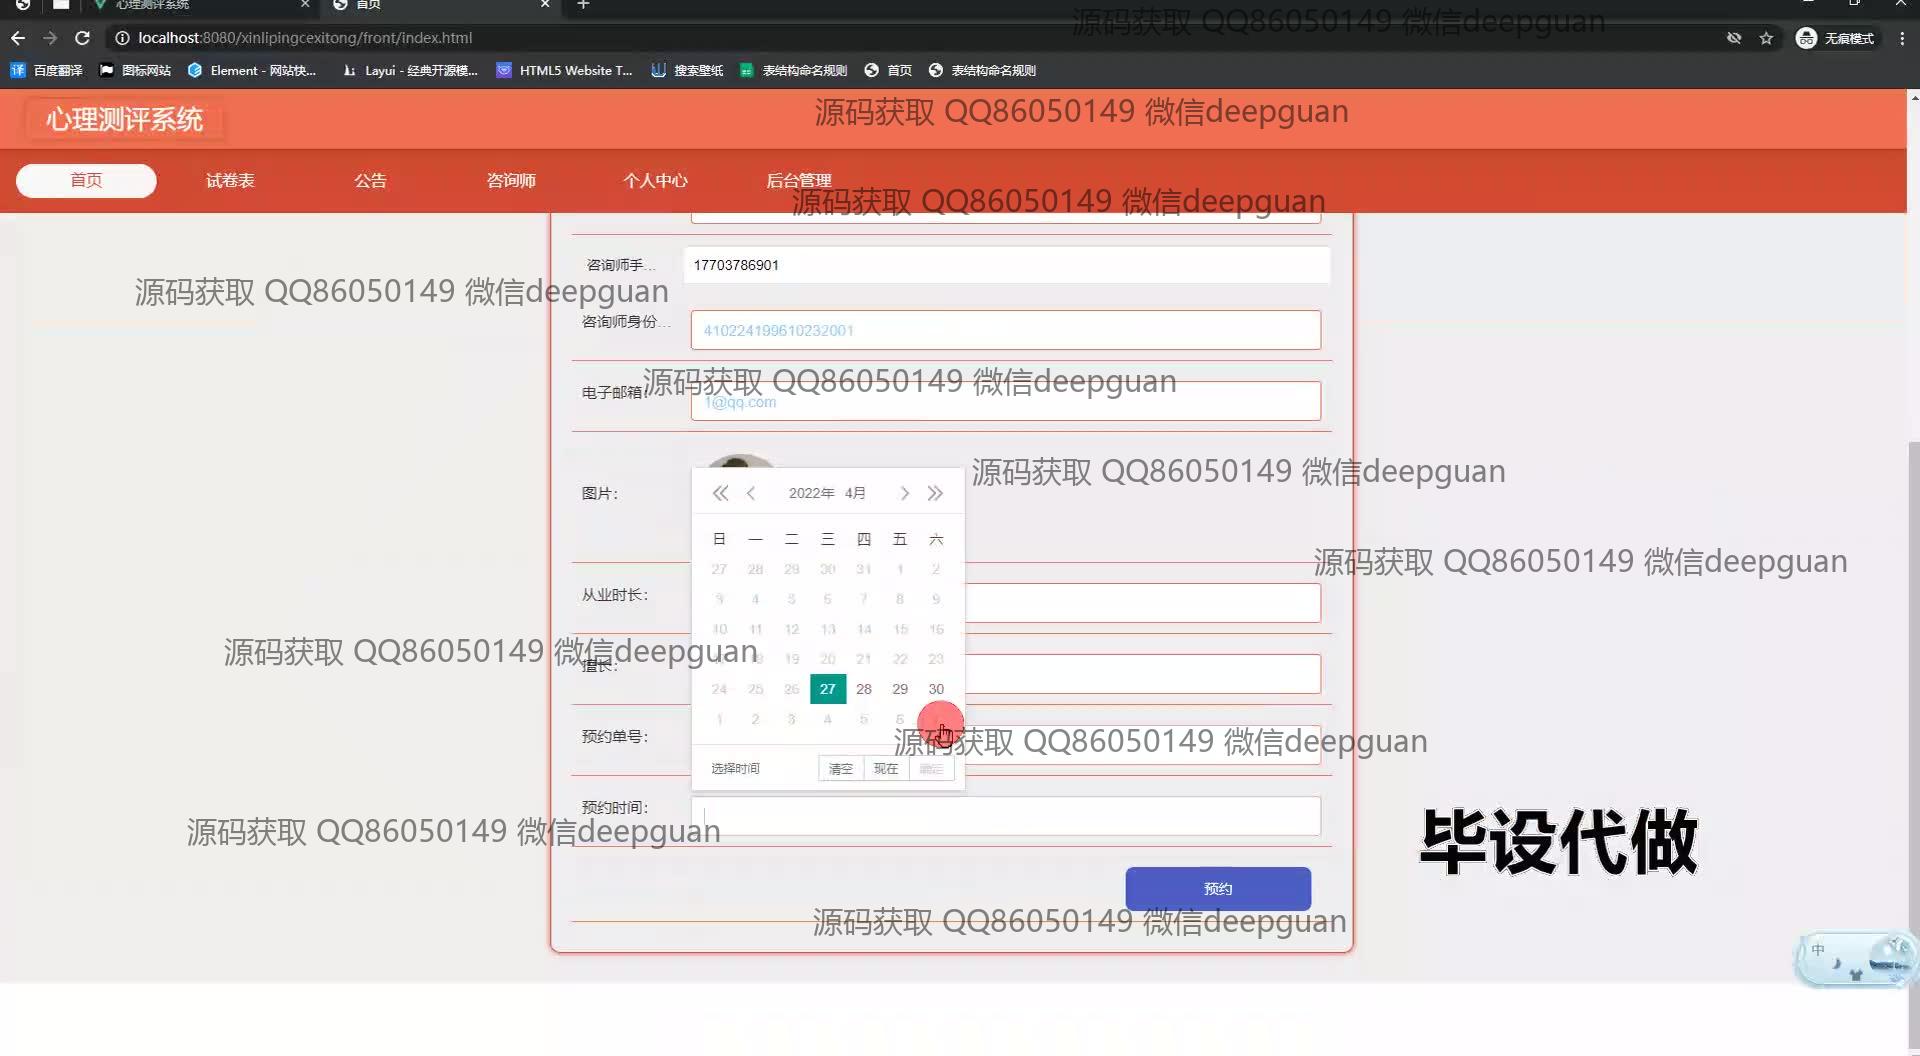 心理测评系统
首页
源码获取 QQ86050149 微信deepguan
localhost:8080/xinlipingcexitong/front/index.html
无痕模式
百度翻译
图标网站
Element - 网站快...
Layui - 经典开源模...
HTML5 Website T...
搜索壁纸
表结构命名规则
首页
表结构命名规则
心理测评系统
源码获取 QQ86050149 微信deepguan
首页
试卷表
公告
咨询师
个人中心
后台管理
源码获取 QQ86050149 微信deepguan
咨询师手...
17703786901
源码获取 QQ86050149 微信deepguan
咨询师身份...
410224199610232001
源码获取 QQ86050149 微信deepguan
电子邮箱:
1@qq.com
源码获取 QQ86050149 微信deepguan
图片:
2022年 4月
日 一 二 三 四 五 六
27 28 29 30 31 1 2
3 4 5 6 7 8 9
10 11 12 13 14 15 16
19 20 21 22 23
24 25 26 27 28 29 30
1 2 3 4 5 6
选择时间
清空
现在
确定
源码获取 QQ86050149 微信deepguan
从业时长:
源码获取 QQ86050149 微信deepguan
擅长:
预约单号:
源码获取 QQ86050149 微信deepguan
预约时间:
源码获取 QQ86050149 微信deepguan
毕设代做
预约
源码获取 QQ86050149 微信deepguan
中